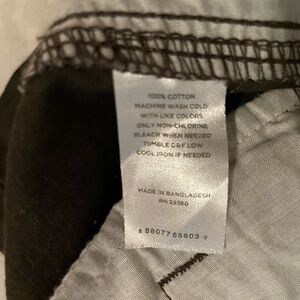 100% COTTON
MACHINE WASH COLD
WITH LIKE COLORS
ONLY NON-CHLORINE
BLEACH WHEN NEEDED
TUMBLE DRY LOW
COOL IRON IF NEEDED
MADE IN BANGLADESH
RN 29380